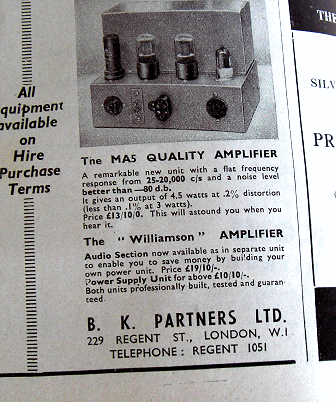 All
quipment
vailable
on
Hire
Purchase
Terms
The MA5 QUALITY AMPLIFIER
A remarkable new unit with a flat frequency
response from 25-20,000 c/s and a noise level
better than —80 d.b.
It gives an output of 4.5 watts at .2% distortion
(less than .1% at 3 watts).
Price £13/10/0. This will astound you when you
hear it.
The “ Williamson ” AMPLIFIER
Audio Section now available as in separate unit
to enable you to save money by building your
own power unit. Price £19/10/-.
Power Supply Unit for above £10/10/-.
Both units professionally built, tested and guaran-
teed.
B. K. PARTNERS LTD.
229 REGENT ST., LONDON, W.1
TELEPHONE: REGENT 1051
THE
SILV
PR